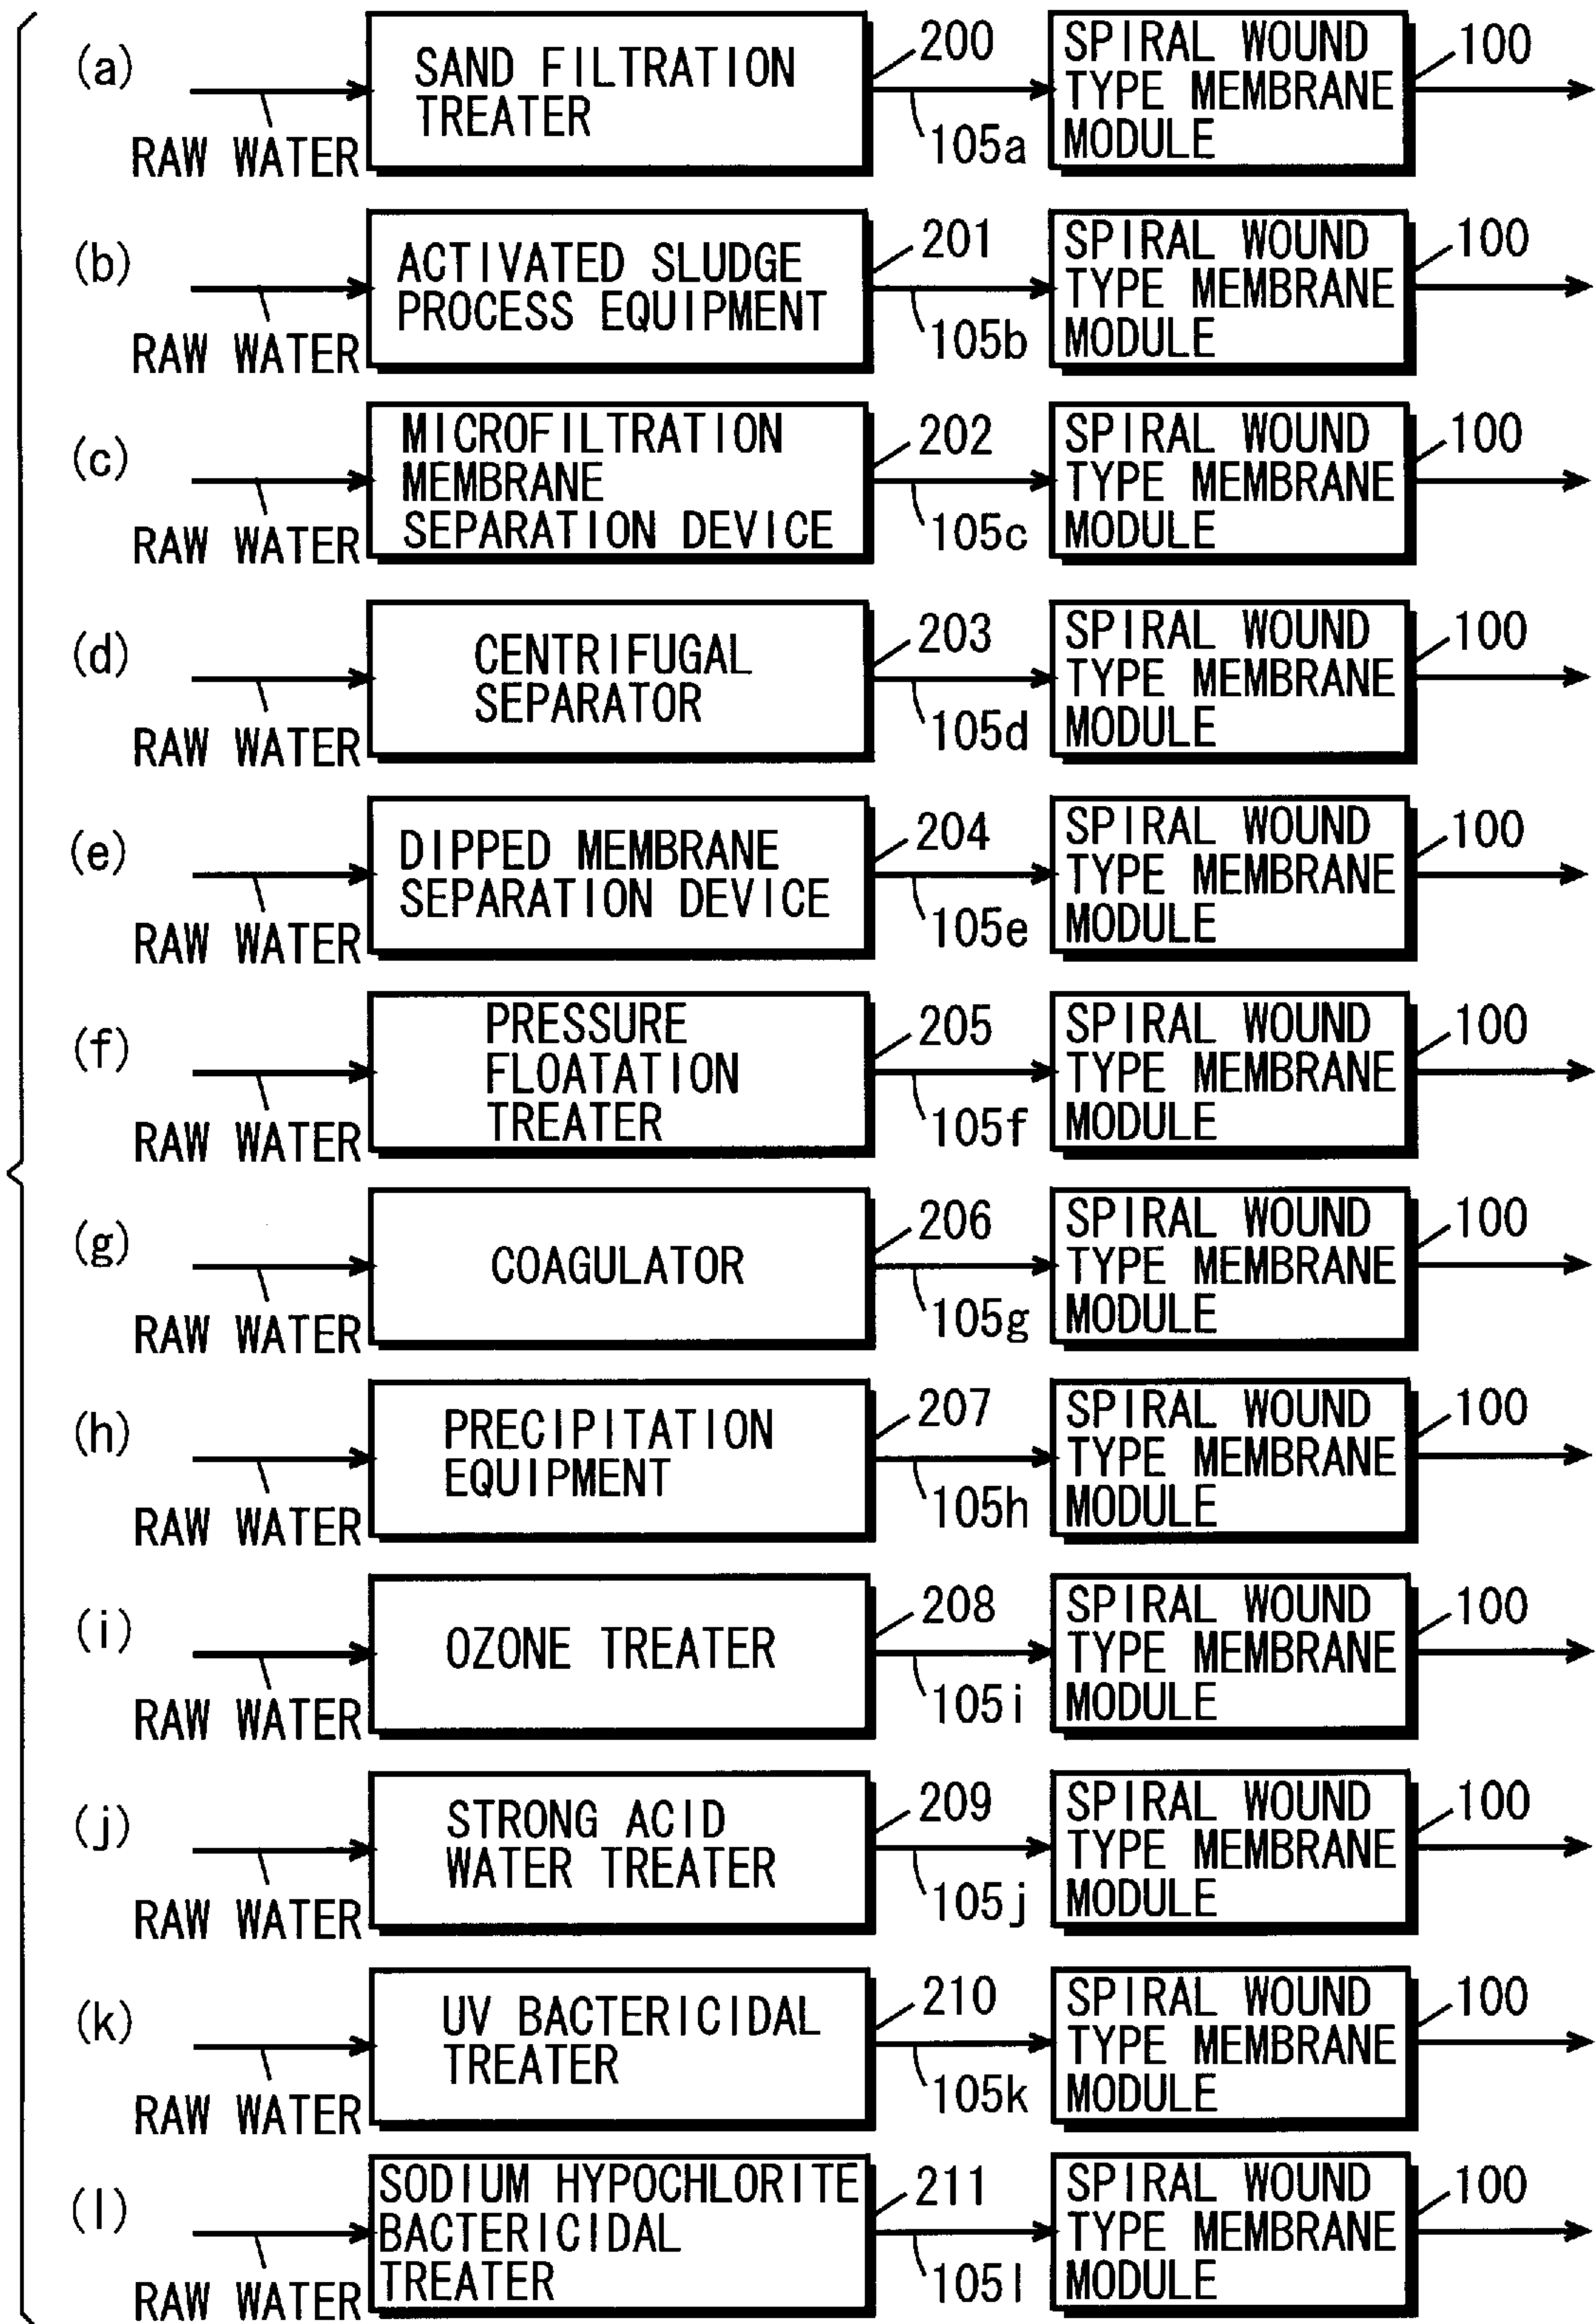 (a)
RAW WATER
SAND FILTRATION
TREATER
200
105a
SPIRAL WOUND
TYPE MEMBRANE
MODULE
100
(b)
RAW WATER
ACTIVATED SLUDGE
PROCESS EQUIPMENT
201
105b
SPIRAL WOUND
TYPE MEMBRANE
MODULE
100
(c)
RAW WATER
MICROFILTRATION
MEMBRANE
SEPARATION DEVICE
202
105c
SPIRAL WOUND
TYPE MEMBRANE
MODULE
100
(d)
RAW WATER
CENTRIFUGAL
SEPARATOR
203
105d
SPIRAL WOUND
TYPE MEMBRANE
MODULE
100
(e)
RAW WATER
DIPPED MEMBRANE
SEPARATION DEVICE
204
105e
SPIRAL WOUND
TYPE MEMBRANE
MODULE
100
(f)
RAW WATER
PRESSURE
FLOATATION
TREATER
205
105f
SPIRAL WOUND
TYPE MEMBRANE
MODULE
100
(g)
RAW WATER
COAGULATOR
206
105g
SPIRAL WOUND
TYPE MEMBRANE
MODULE
100
(h)
RAW WATER
PRECIPITATION
EQUIPMENT
207
105h
SPIRAL WOUND
TYPE MEMBRANE
MODULE
100
(i)
RAW WATER
OZONE TREATER
208
105i
SPIRAL WOUND
TYPE MEMBRANE
MODULE
100
(j)
RAW WATER
STRONG ACID
WATER TREATER
209
105j
SPIRAL WOUND
TYPE MEMBRANE
MODULE
100
(k)
RAW WATER
UV BACTERICIDAL
TREATER
210
105k
SPIRAL WOUND
TYPE MEMBRANE
MODULE
100
(l)
RAW WATER
SODIUM HYPOCHLORITE
BACTERICIDAL
TREATER
211
105l
SPIRAL WOUND
TYPE MEMBRANE
MODULE
100